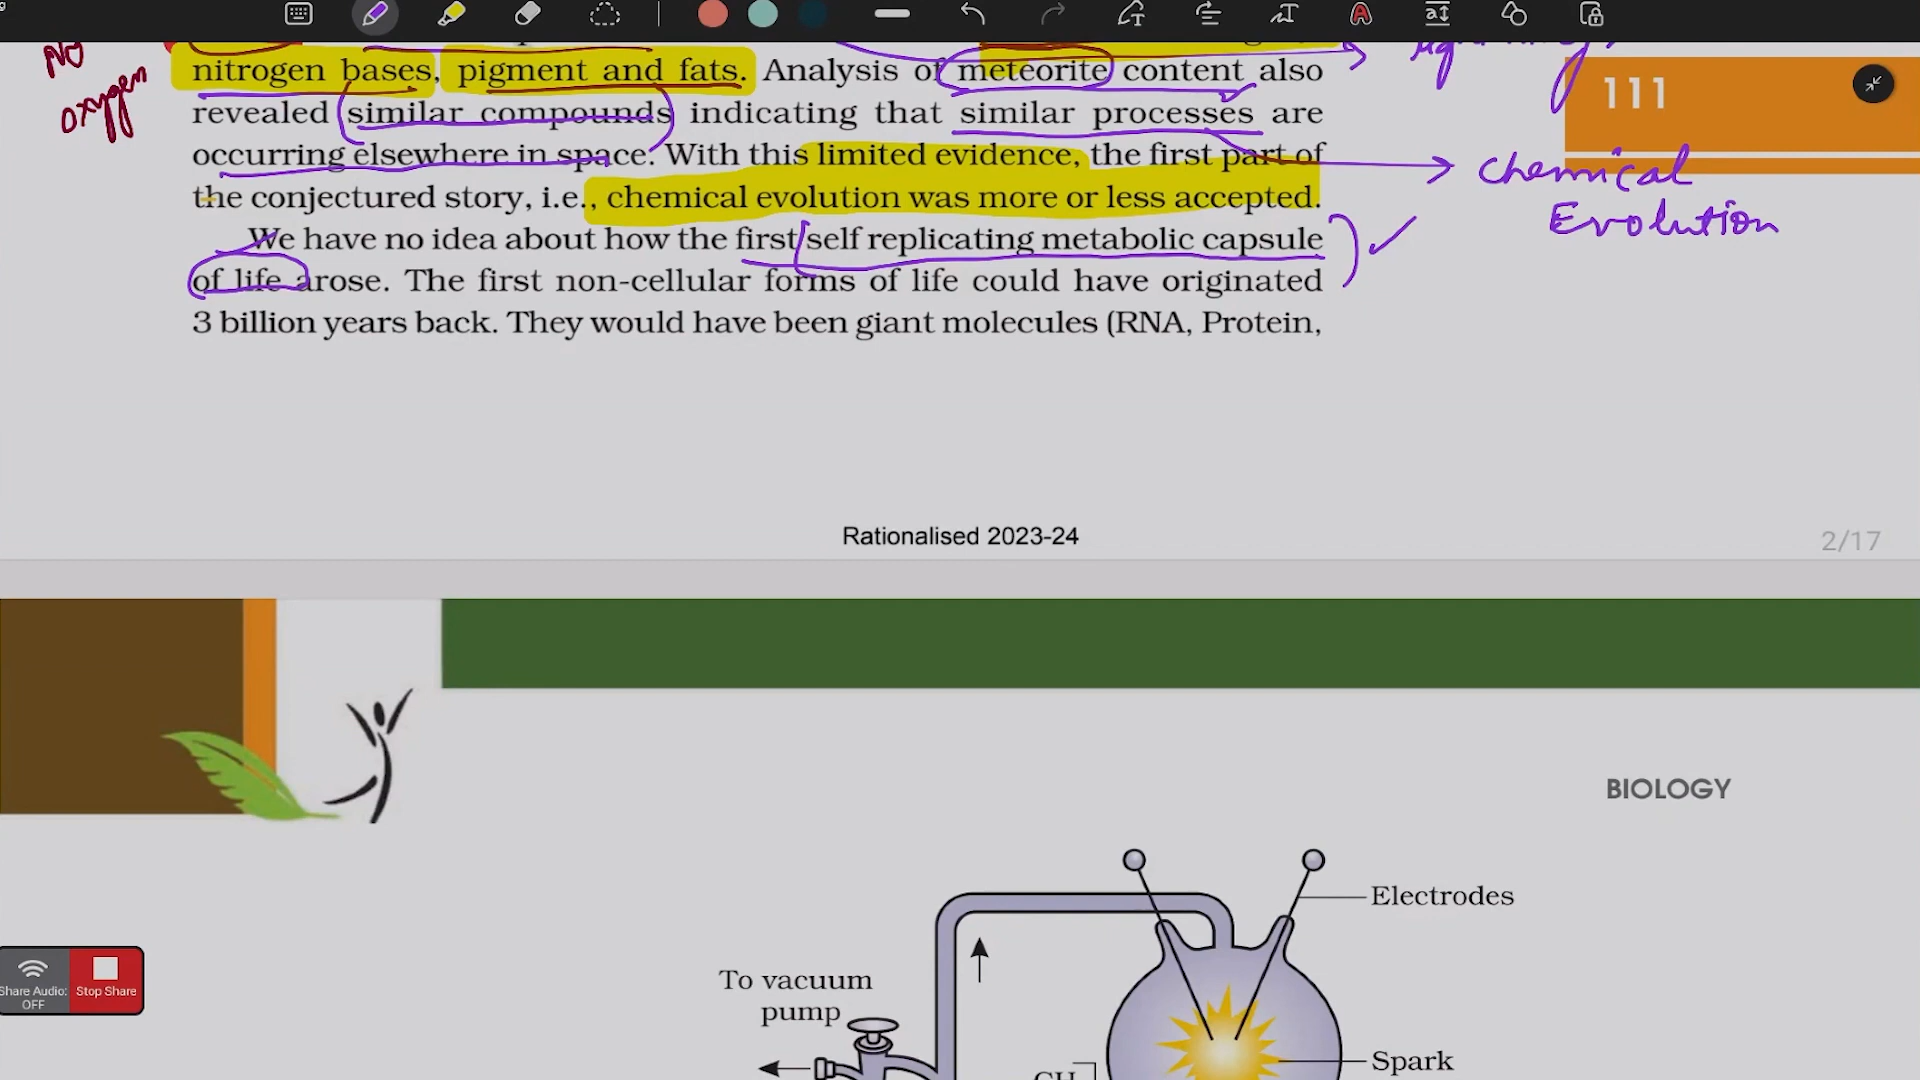 No
oxygen
nitrogen bases, pigment and fats. Analysis of meteorite content also
111
revealed similar compounds indicating that similar processes are
occurring elsewhere in space. With this limited evidence, the first part of
the conjectured story, i.e., chemical evolution was more or less accepted.
Chemical
Evolution
We have no idea about how the first self replicating metabolic capsule
of life arose. The first non-cellular forms of life could have originated
3 billion years back. They would have been giant molecules (RNA, Protein,
Rationalised 2023-24
2/17
BIOLOGY
Electrodes
To vacuum
pump
Spark
Share Audio:
OFF
Stop Share